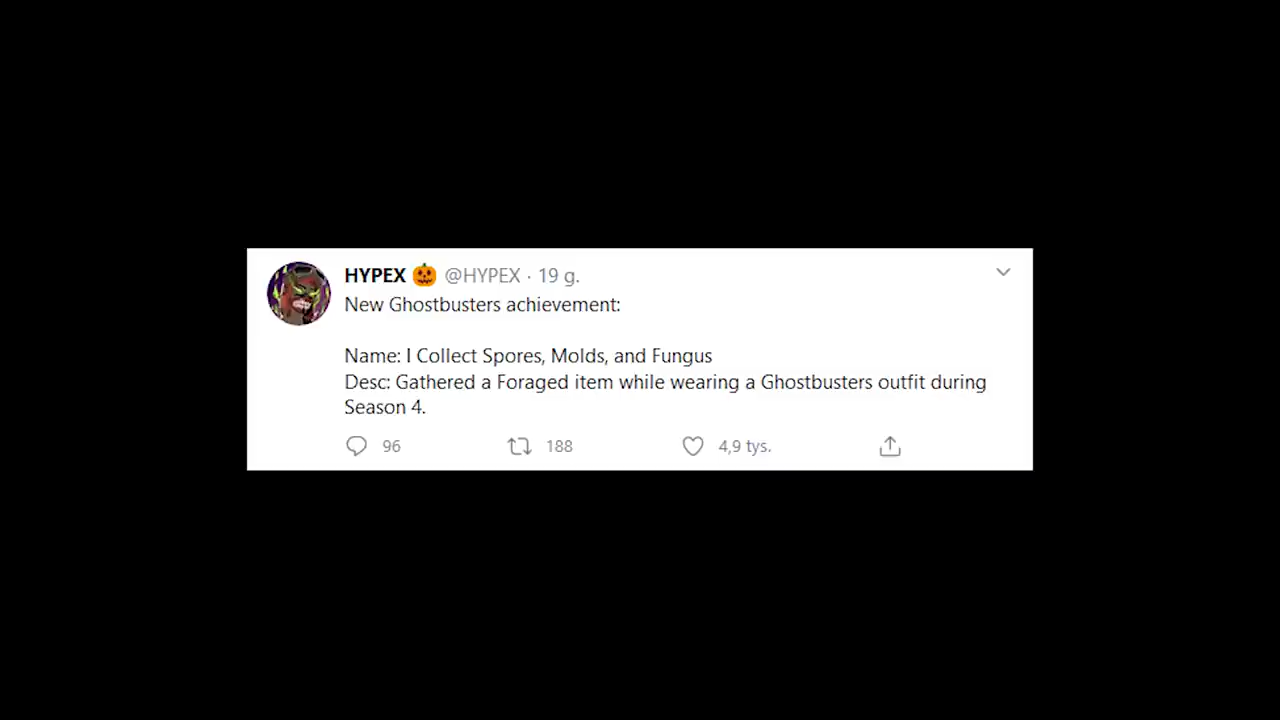 HYPEX 🎃 @HYPEX · 19 g.
New Ghostbusters achievement:
Name: I Collect Spores, Molds, and Fungus
Desc: Gathered a Foraged item while wearing a Ghostbusters outfit during
Season 4.
96 188 4,9 tys.